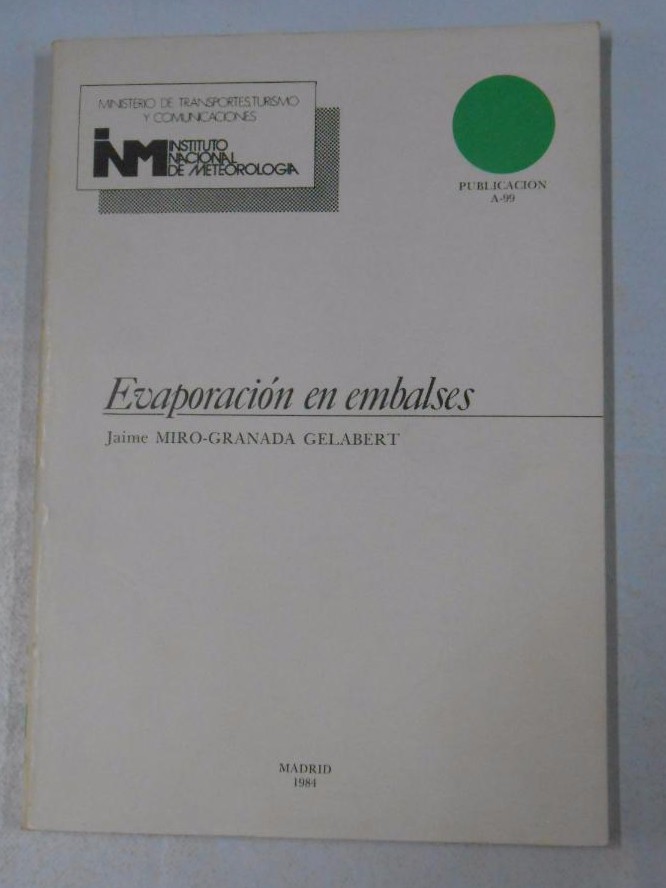 MINISTERIO DE TRANSPORTES, TURISMO
Y COMUNICACIONES
INM INSTITUTO
NACIONAL
DE METEOROLOGIA
PUBLICACION
A-99
Evaporación en embalses
Jaime MIRO-GRANADA GELABERT
MADRID
1984